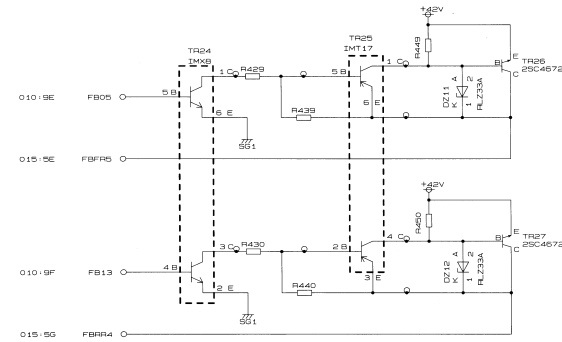 +42V
TR24
IMX8
TR25
IMT17
R449
E
TR26
2SC4672
B
C
1 C
R429
5 B
1 C
DZ11
K A
1 2
RLZ33A
010:9E FB05
5 B
6 E
R439
6 E
SG1
015:5E FBFR5
+42V
R450
E
TR27
2SC4672
B
C
3 C
R430
2 B
4 C
DZ12
K A
1 2
RLZ33A
010:9F FB13
4 B
2 E
R440
3 E
SG1
015:5G FBRR4